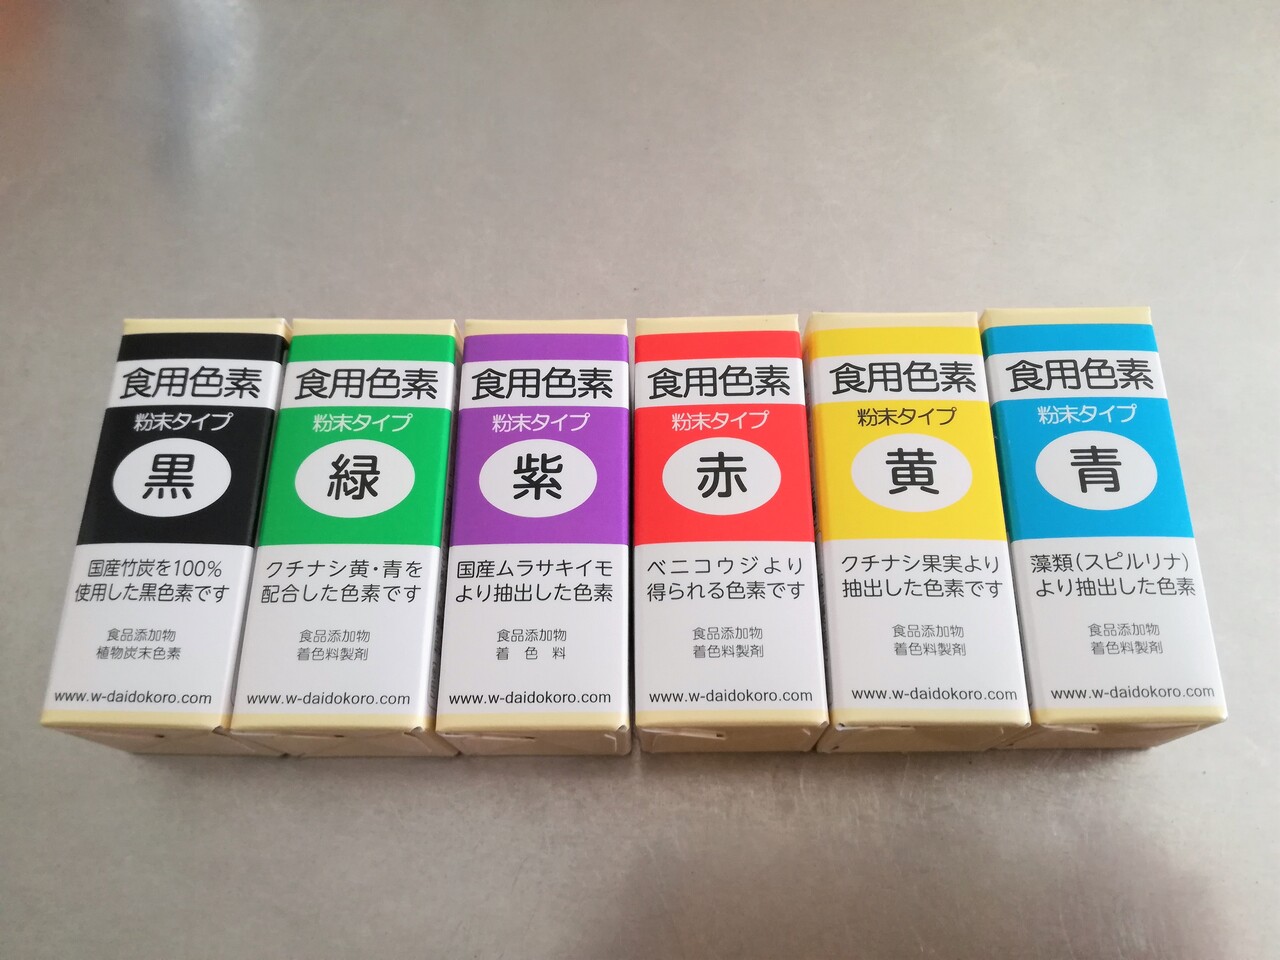 食用色素
粉末タイプ
黒
国産竹炭を100%
使用した黒色素です
食品添加物
植物炭末色素
www.w-daidokoro.com
食用色素
粉末タイプ
緑
クチナシ黄・青を
配合した色素です
食品添加物
着色料製剤
www.w-daidokoro.com
食用色素
粉末タイプ
紫
国産ムラサキイモ
より抽出した色素
食品添加物
着色料
www.w-daidokoro.com
食用色素
粉末タイプ
赤
ベニコウジより
得られる色素です
食品添加物
着色料製剤
www.w-daidokoro.com
食用色素
粉末タイプ
黄
クチナシ果実より
抽出した色素です
食品添加物
着色料製剤
www.w-daidokoro.com
食用色素
粉末タイプ
青
藻類(スピルリナ)
より抽出した色素
食品添加物
着色料製剤
www.w-daidokoro.com